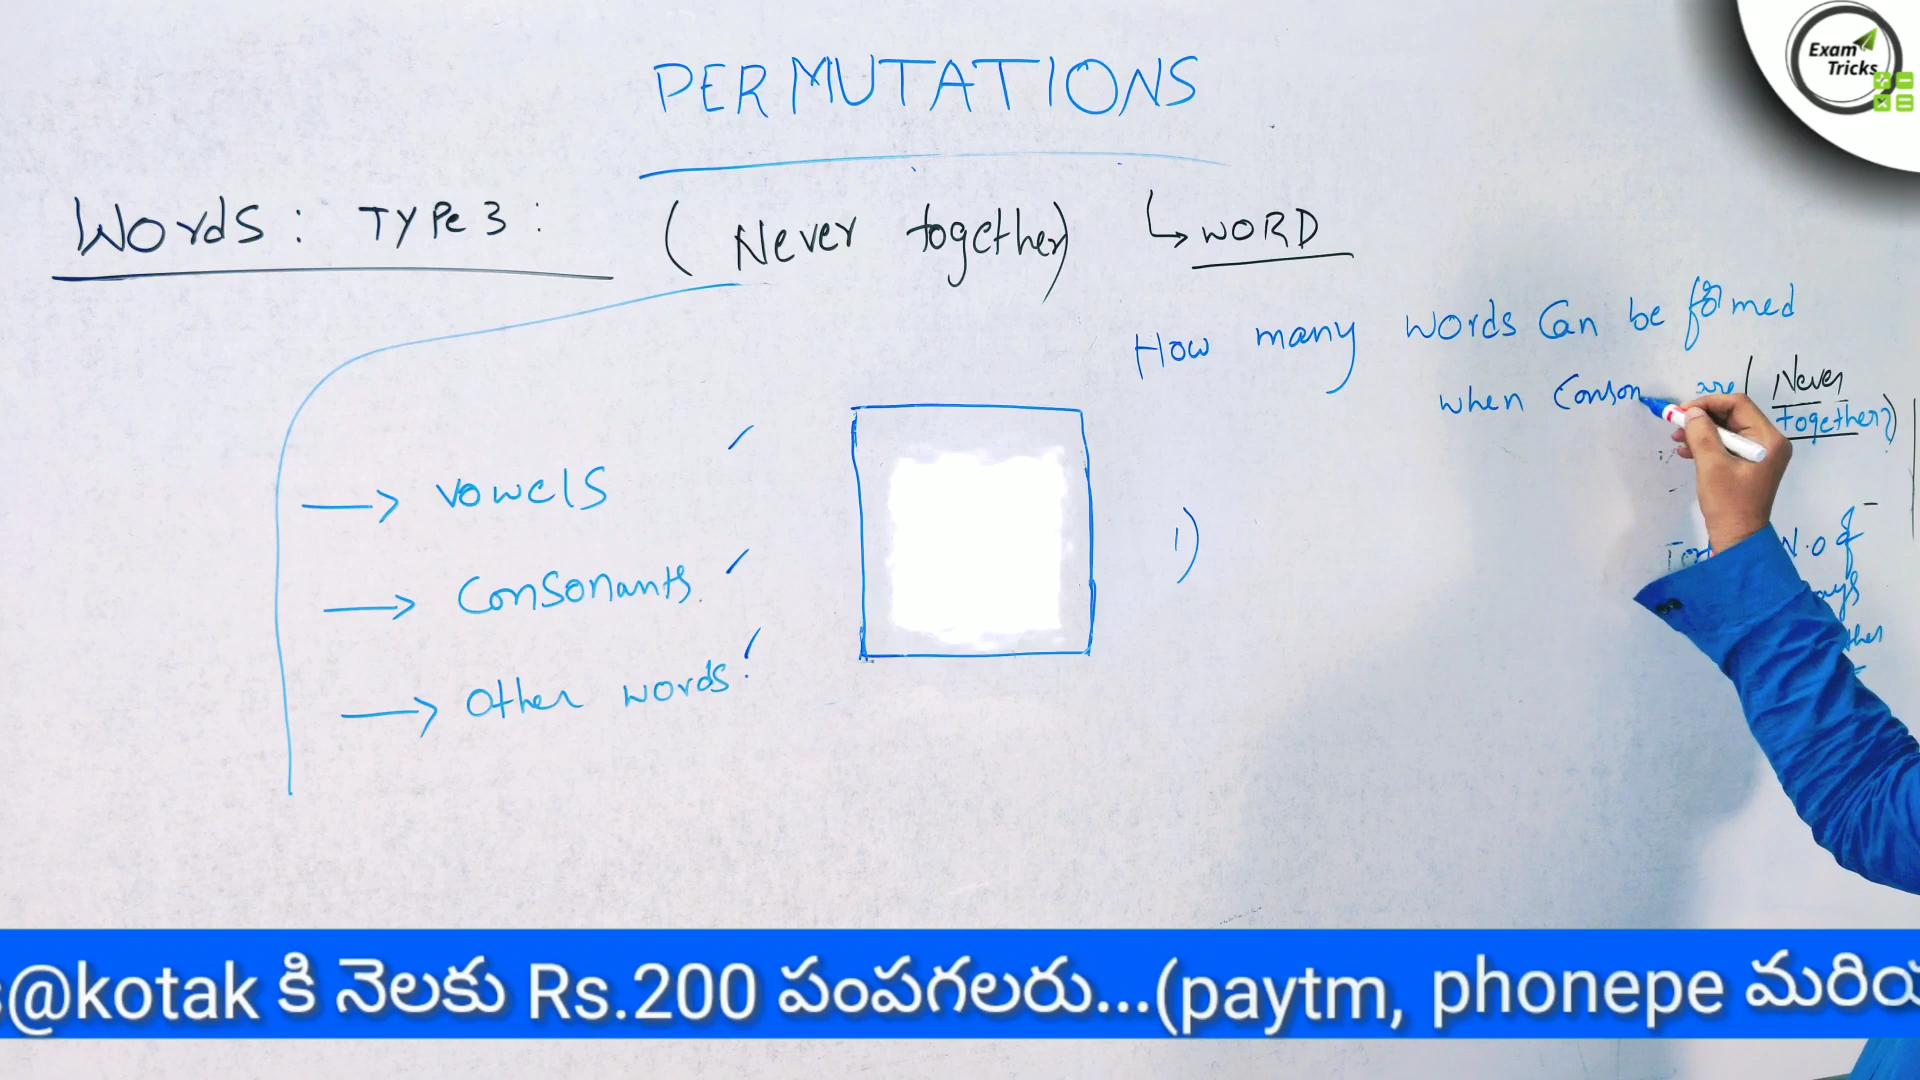 PERMUTATIONS
Words: TYPe 3: (Never together) ↳ WORD
How many words Can be formed
when Conson are (Never
together?)
→ vowels
→ Consonants
→ Other words!
1)
N.o of
Exam
Tricks
@kotak కి నెలకు Rs.200 పంపగలరు...(paytm, phonepe